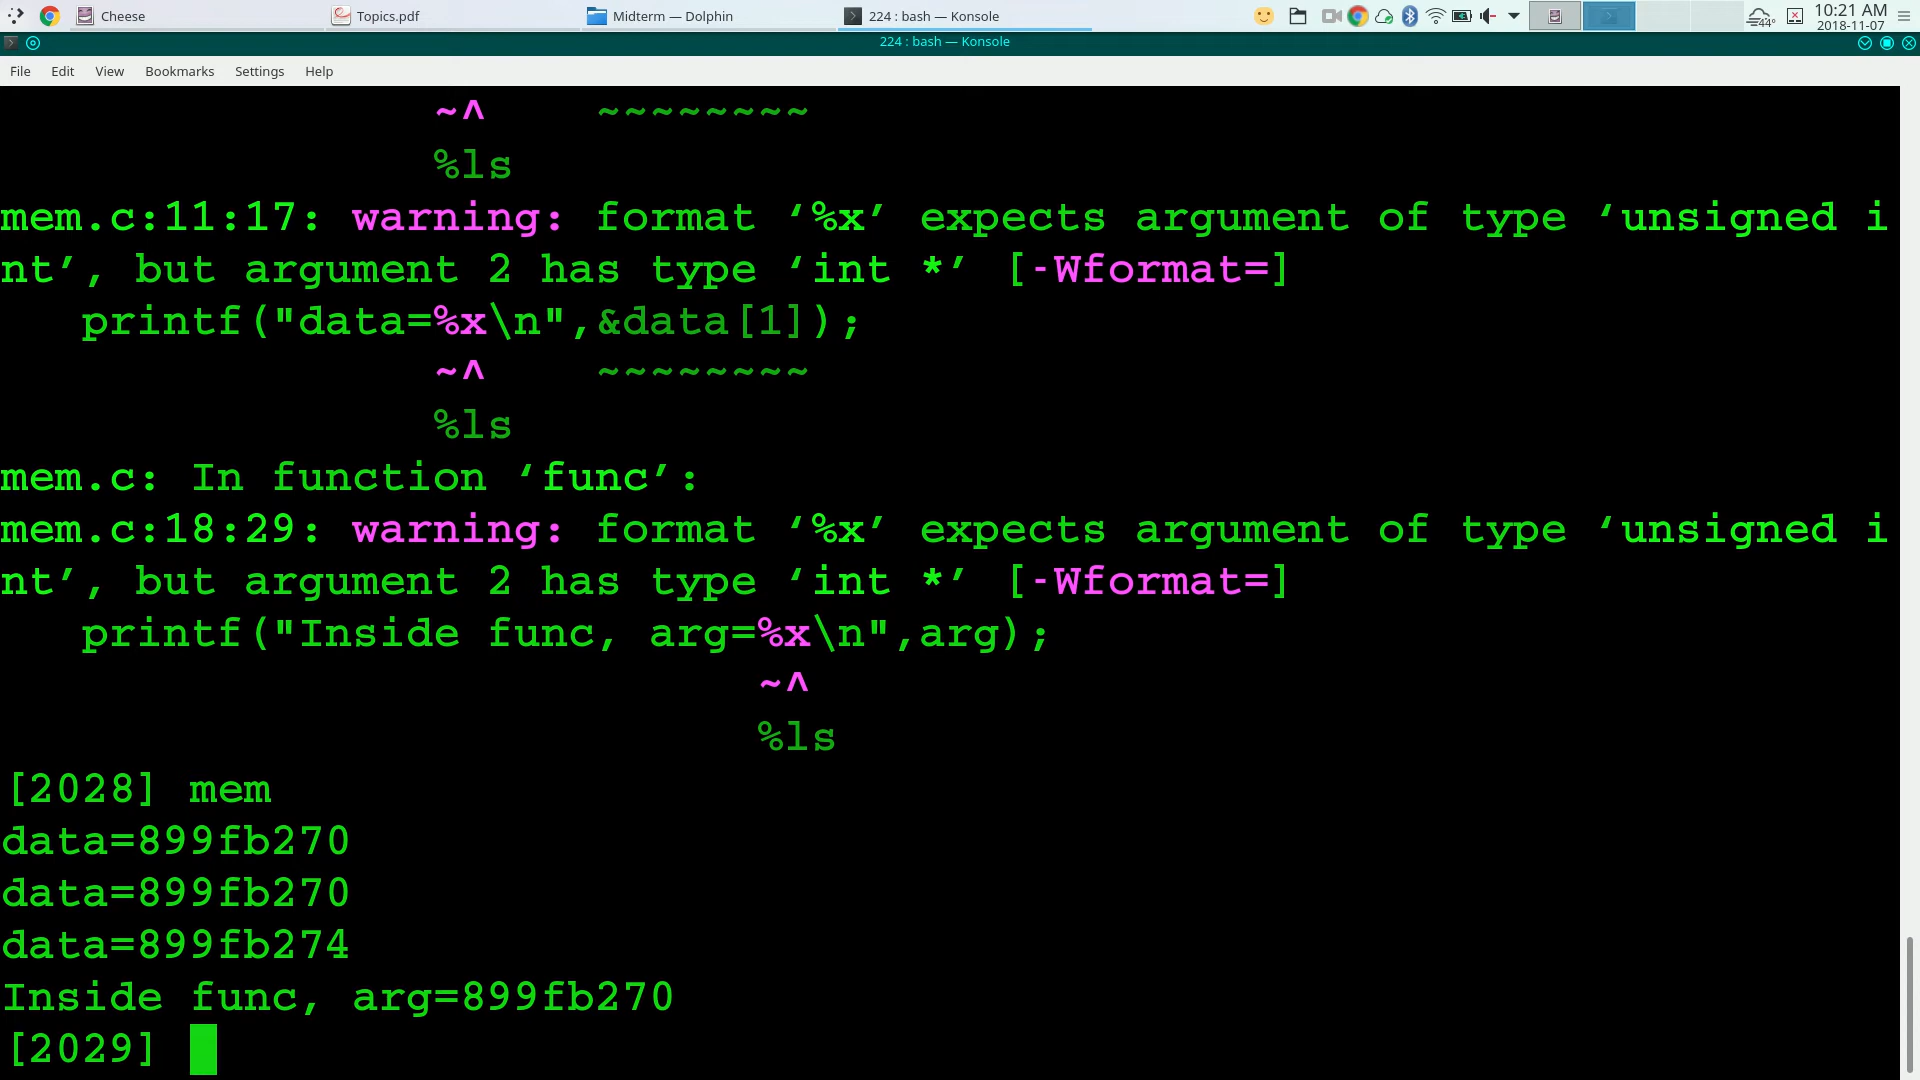 Cheese
Topics.pdf
Midterm — Dolphin
224 : bash — Konsole
44°
10:21 AM
2018-11-07
224 : bash — Konsole
File Edit View Bookmarks Settings Help
~^ ~~~~~~~~
%ls
mem.c:11:17: warning: format ‘%x’ expects argument of type ‘unsigned i
nt’, but argument 2 has type ‘int *’ [-Wformat=]
printf("data=%x\n",&data[1]);
~^ ~~~~~~~~
%ls
mem.c: In function ‘func’:
mem.c:18:29: warning: format ‘%x’ expects argument of type ‘unsigned i
nt’, but argument 2 has type ‘int *’ [-Wformat=]
printf("Inside func, arg=%x\n",arg);
~^
%ls
[2028] mem
data=899fb270
data=899fb270
data=899fb274
Inside func, arg=899fb270
[2029]